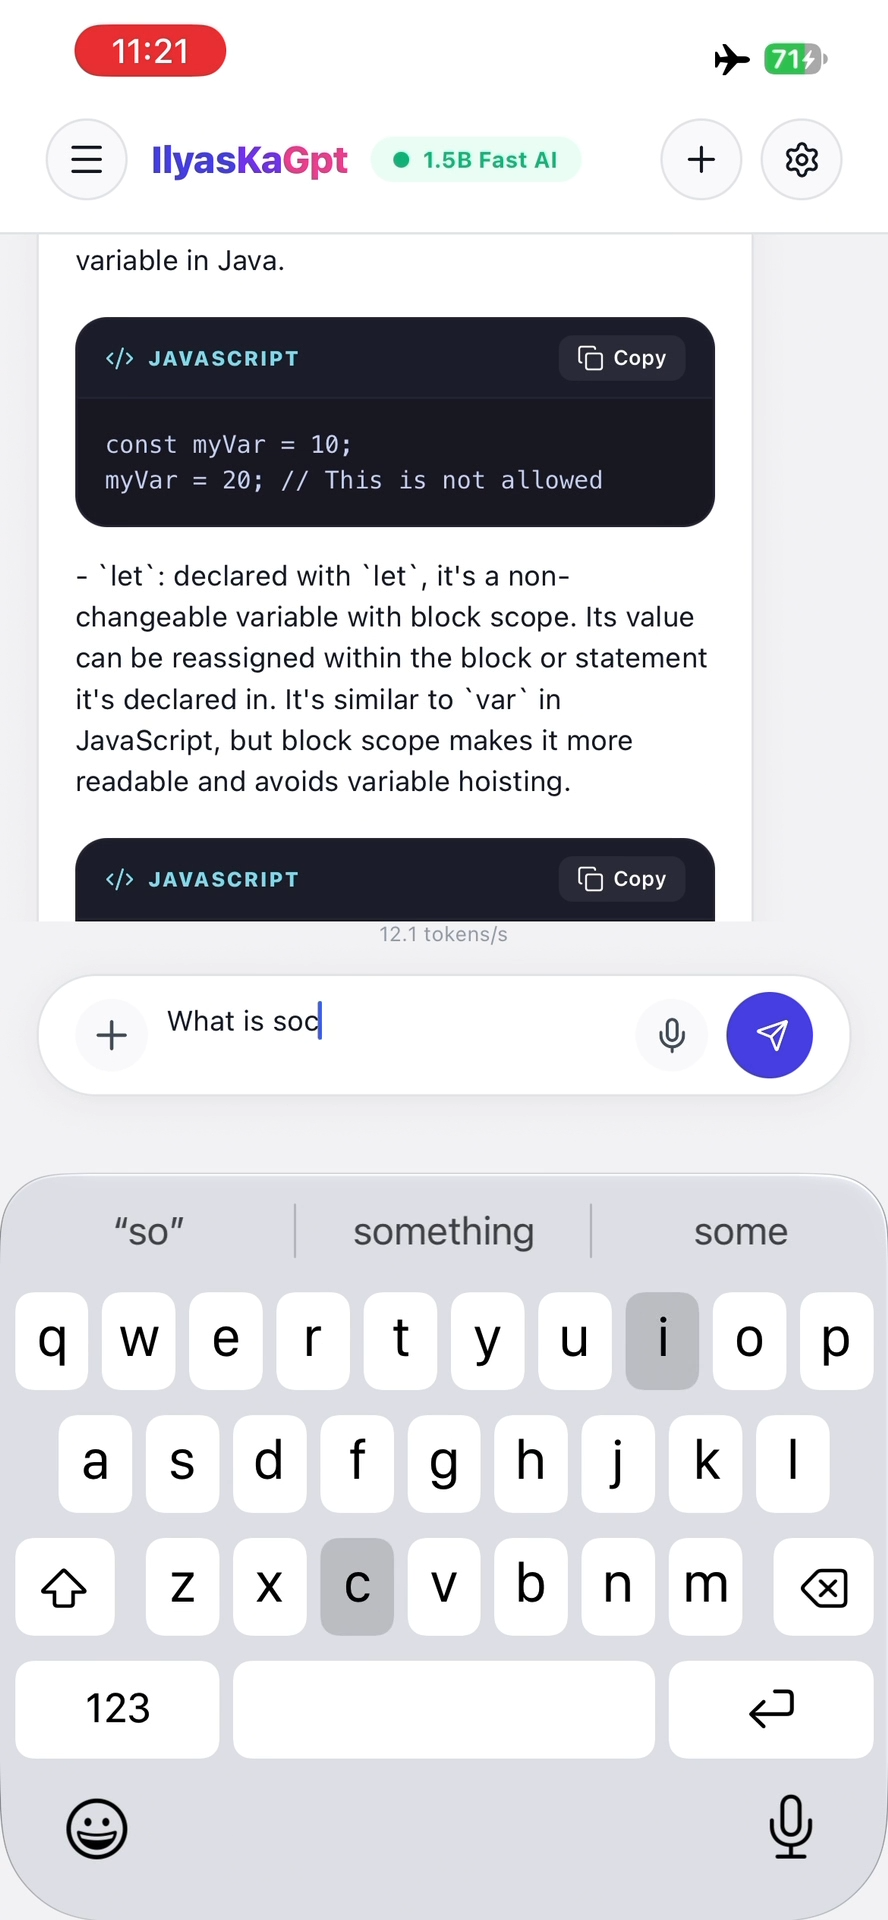 11:21
71
IlyasKaGpt
1.5B Fast AI
variable in Java.
</> JAVASCRIPT
Copy
const myVar = 10;
myVar = 20; // This is not allowed
- `let`: declared with `let`, it's a non-
changeable variable with block scope. Its value
can be reassigned within the block or statement
it's declared in. It's similar to `var` in
JavaScript, but block scope makes it more
readable and avoids variable hoisting.
</> JAVASCRIPT
Copy
12.1 tokens/s
What is soc
“so”
something
some
q w e r t y u i o p
a s d f g h j k l
z x c v b n m
123